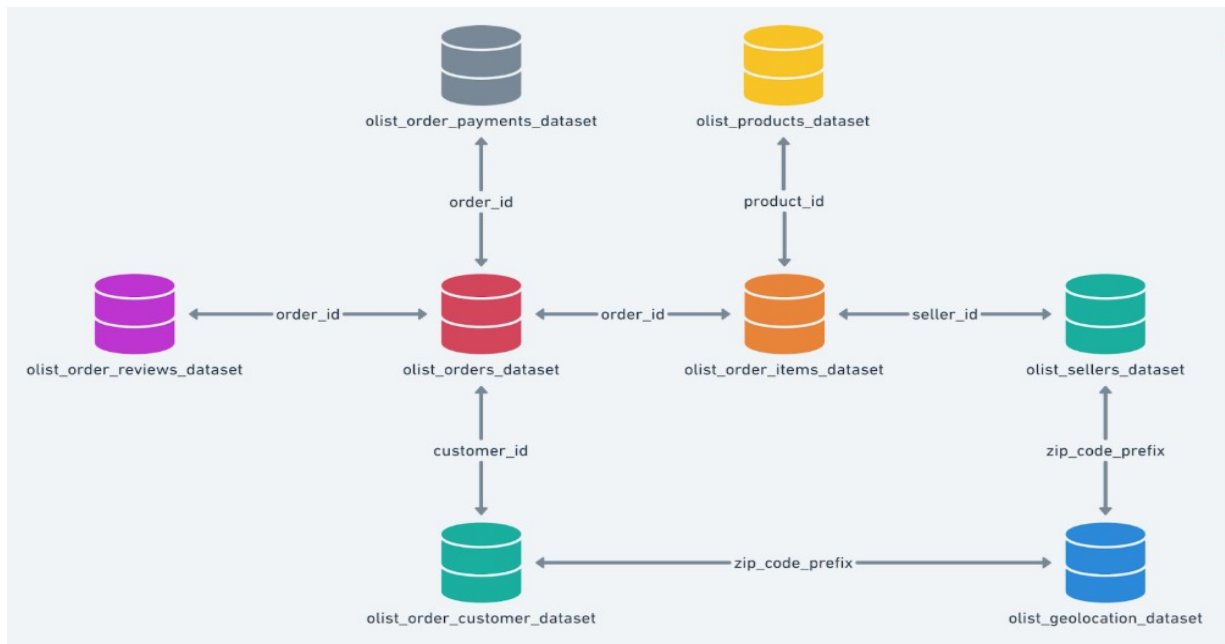 olist_order_payments_dataset
olist_products_dataset
order_id
product_id
order_id
order_id
seller_id
olist_order_reviews_dataset
olist_orders_dataset
olist_order_items_dataset
olist_sellers_dataset
customer_id
zip_code_prefix
zip_code_prefix
olist_order_customer_dataset
olist_geolocation_dataset